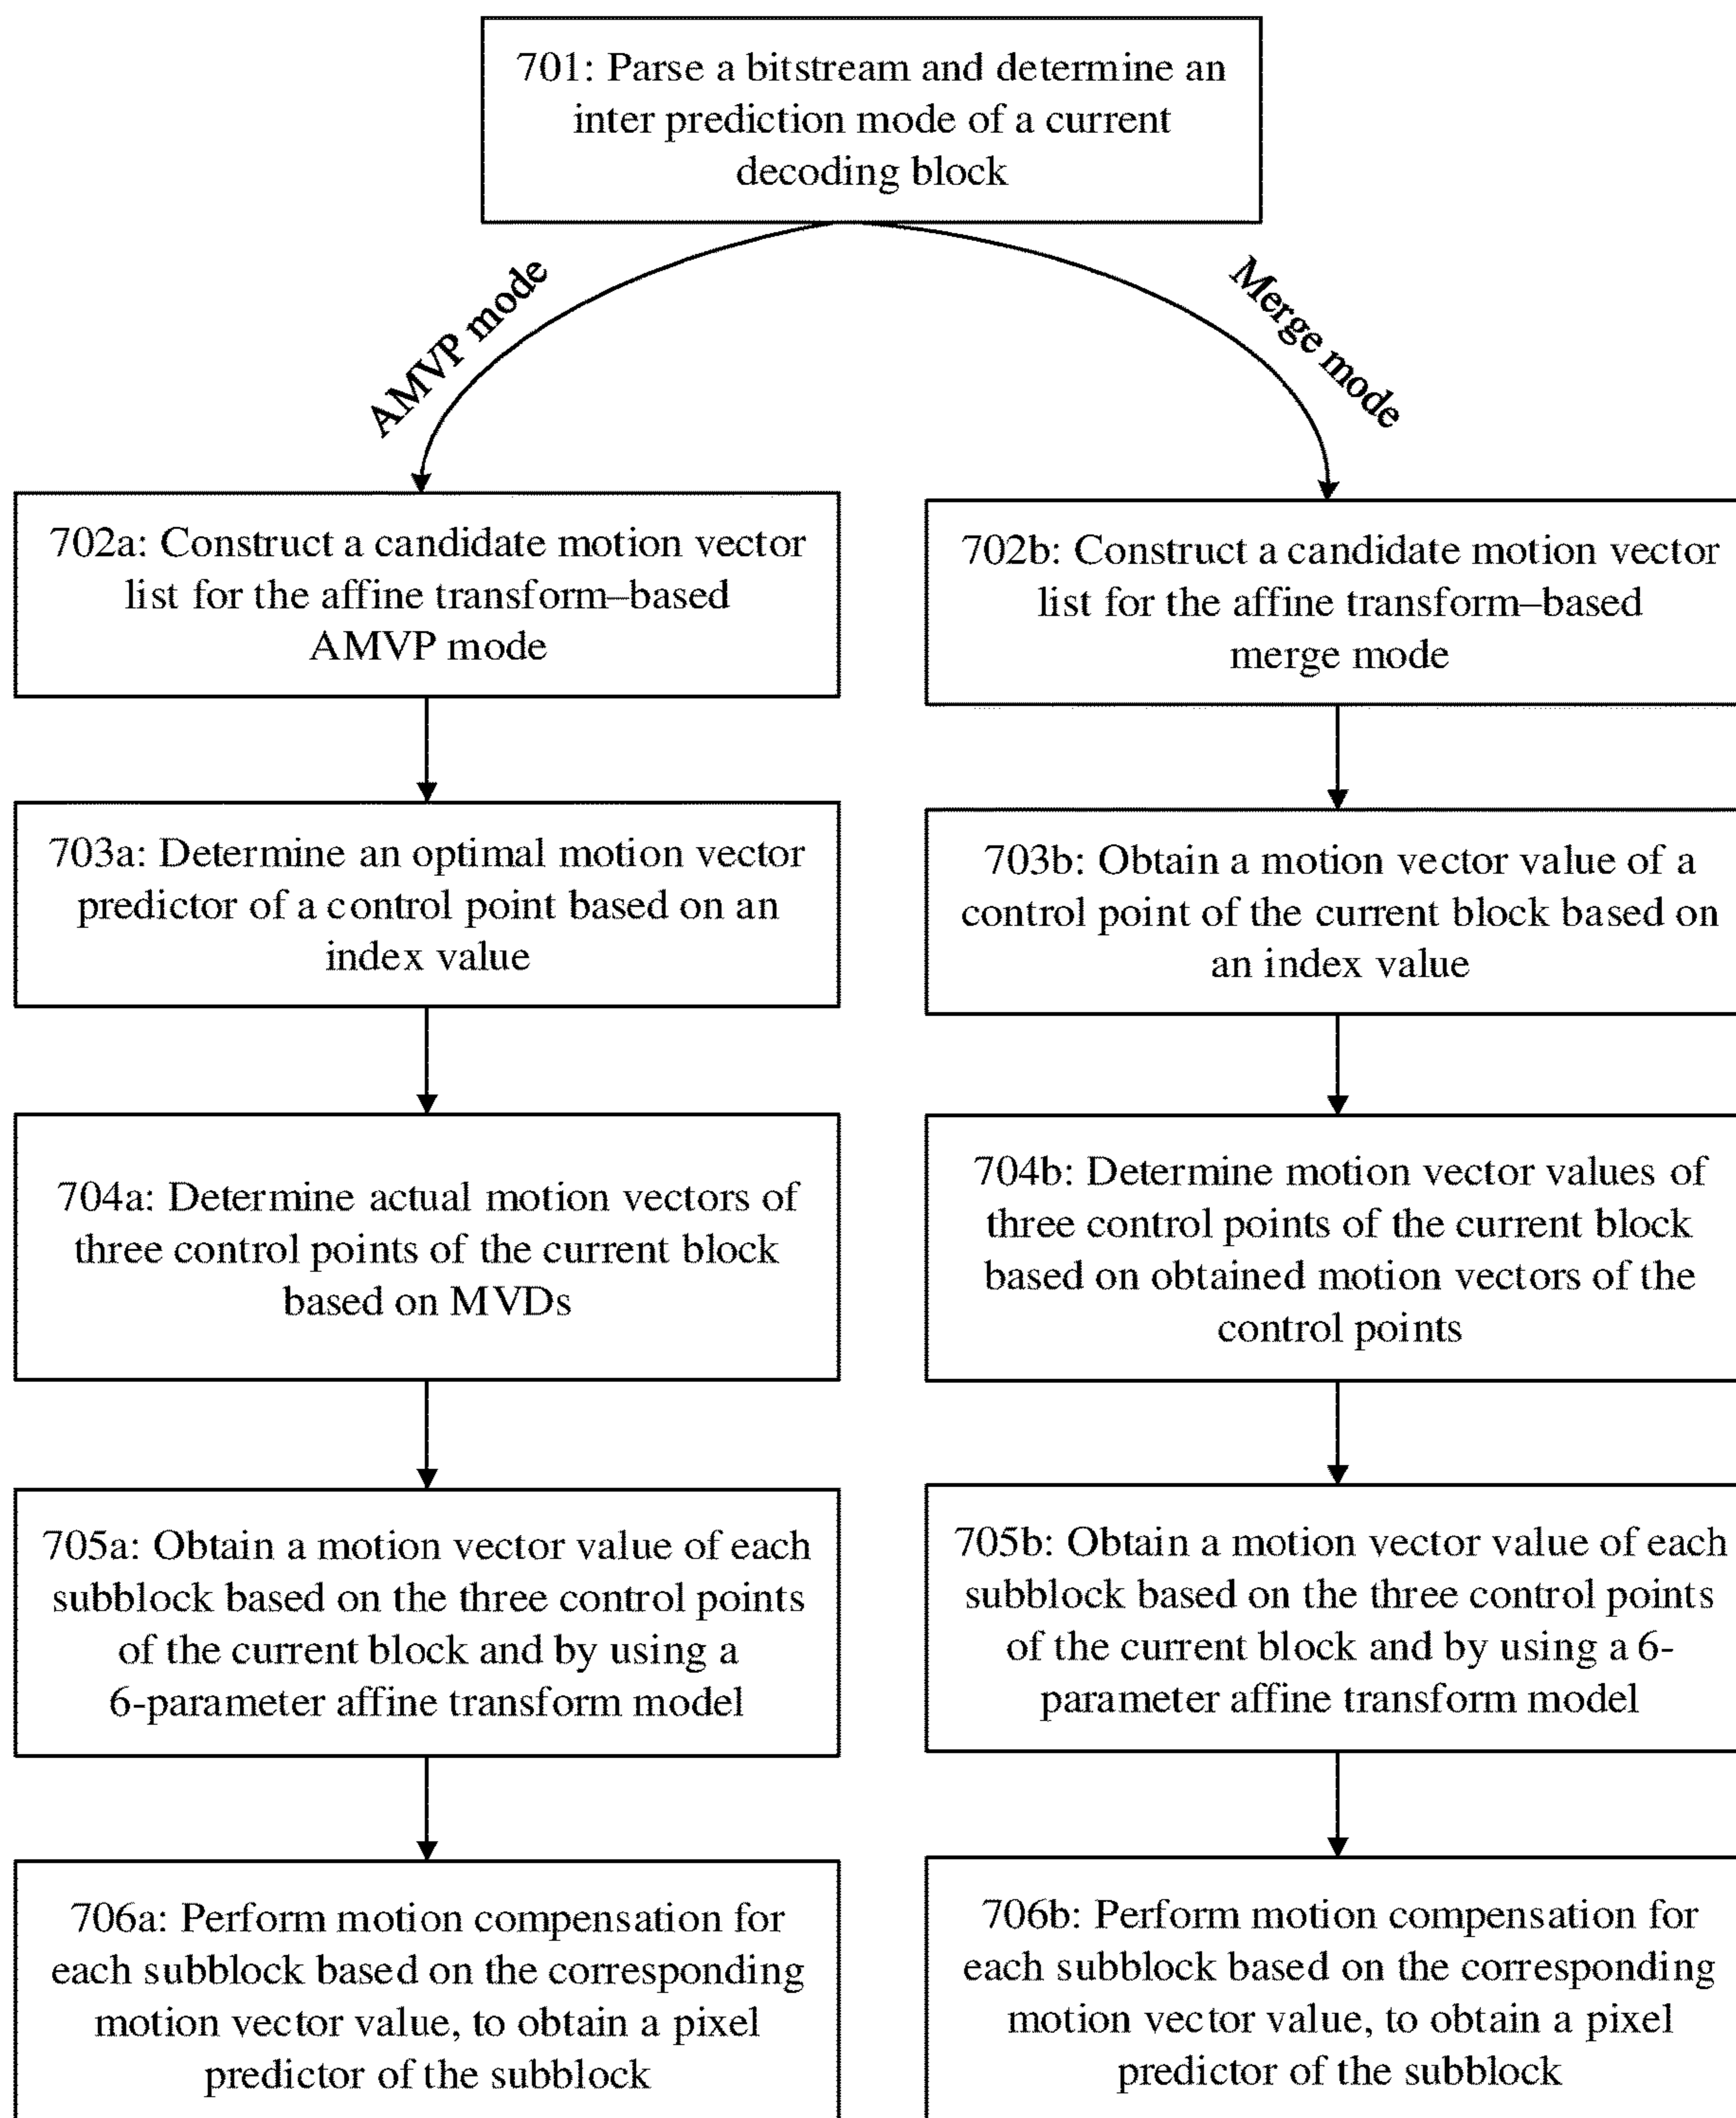 701: Parse a bitstream and determine an
inter prediction mode of a current
decoding block
AMVP mode
Merge mode
702a: Construct a candidate motion vector
list for the affine transform–based
AMVP mode
702b: Construct a candidate motion vector
list for the affine transform–based
merge mode
703a: Determine an optimal motion vector
predictor of a control point based on an
index value
703b: Obtain a motion vector value of a
control point of the current block based on
an index value
704a: Determine actual motion vectors of
three control points of the current block
based on MVDs
704b: Determine motion vector values of
three control points of the current block
based on obtained motion vectors of the
control points
705a: Obtain a motion vector value of each
subblock based on the three control points
of the current block and by using a
6-parameter affine transform model
705b: Obtain a motion vector value of each
subblock based on the three control points
of the current block and by using a 6-
parameter affine transform model
706a: Perform motion compensation for
each subblock based on the corresponding
motion vector value, to obtain a pixel
predictor of the subblock
706b: Perform motion compensation for
each subblock based on the corresponding
motion vector value, to obtain a pixel
predictor of the subblock